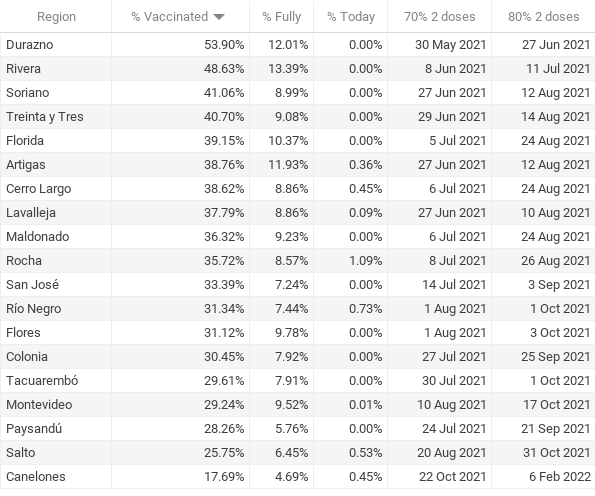 Region % Vaccinated % Fully % Today 70% 2 doses 80% 2 doses
Durazno 53.90% 12.01% 0.00% 30 May 2021 27 Jun 2021
Rivera 48.63% 13.39% 0.00% 8 Jun 2021 11 Jul 2021
Soriano 41.06% 8.99% 0.00% 27 Jun 2021 12 Aug 2021
Treinta y Tres 40.70% 9.08% 0.00% 29 Jun 2021 14 Aug 2021
Florida 39.15% 10.37% 0.00% 5 Jul 2021 24 Aug 2021
Artigas 38.76% 11.93% 0.36% 27 Jun 2021 12 Aug 2021
Cerro Largo 38.62% 8.86% 0.45% 6 Jul 2021 24 Aug 2021
Lavalleja 37.79% 8.86% 0.09% 27 Jun 2021 10 Aug 2021
Maldonado 36.32% 9.23% 0.00% 6 Jul 2021 24 Aug 2021
Rocha 35.72% 8.57% 1.09% 8 Jul 2021 26 Aug 2021
San José 33.39% 7.24% 0.00% 14 Jul 2021 3 Sep 2021
Río Negro 31.34% 7.44% 0.73% 1 Aug 2021 1 Oct 2021
Flores 31.12% 9.78% 0.00% 1 Aug 2021 3 Oct 2021
Colonia 30.45% 7.92% 0.00% 27 Jul 2021 25 Sep 2021
Tacuarembó 29.61% 7.91% 0.00% 30 Jul 2021 1 Oct 2021
Montevideo 29.24% 9.52% 0.01% 10 Aug 2021 17 Oct 2021
Paysandú 28.26% 5.76% 0.00% 24 Jul 2021 21 Sep 2021
Salto 25.75% 6.45% 0.53% 20 Aug 2021 31 Oct 2021
Canelones 17.69% 4.69% 0.45% 22 Oct 2021 6 Feb 2022